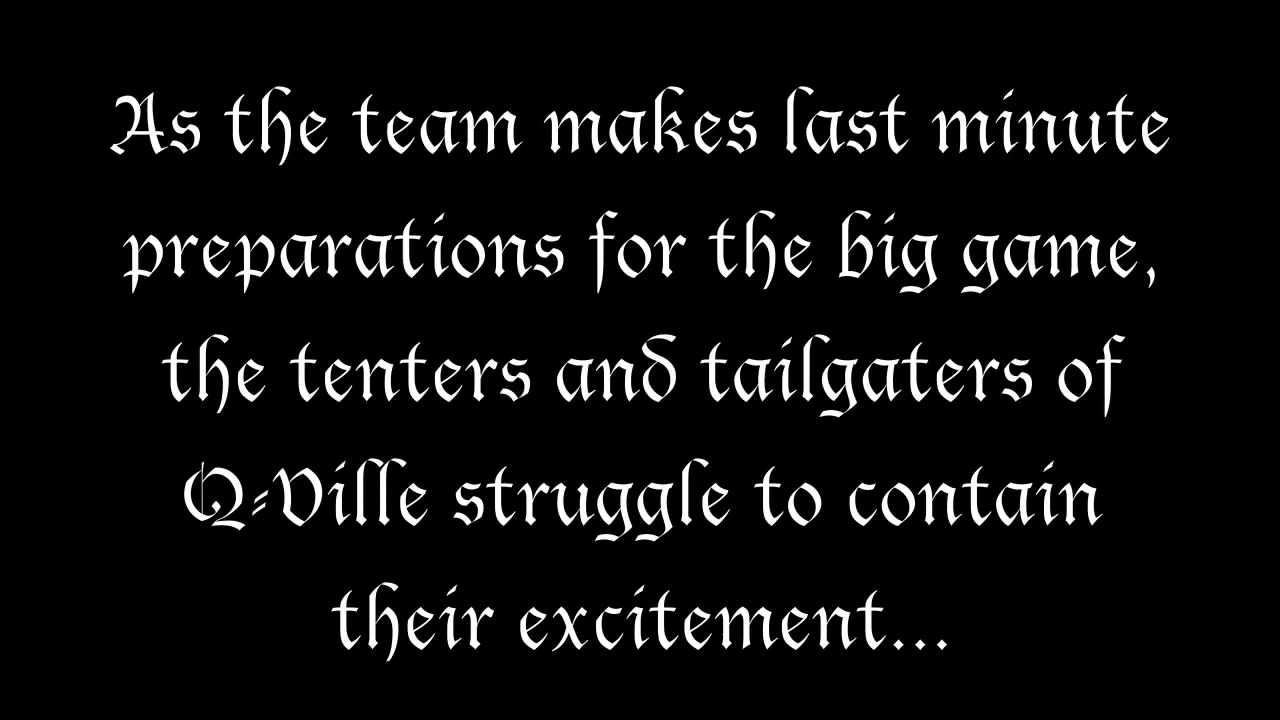 As the team makes last minute
preparations for the big game,
the tenters and tailgaters of
Q-Ville struggle to contain
their excitement...